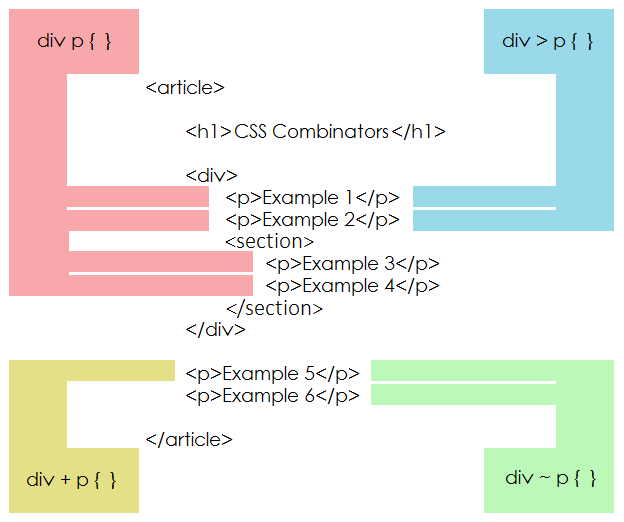 div p { }
div > p { }
<article>
<h1>CSS Combinators</h1>
<div>
<p>Example 1</p>
<p>Example 2</p>
<section>
<p>Example 3</p>
<p>Example 4</p>
</section>
</div>
<p>Example 5</p>
<p>Example 6</p>
</article>
div + p { }
div ~ p { }